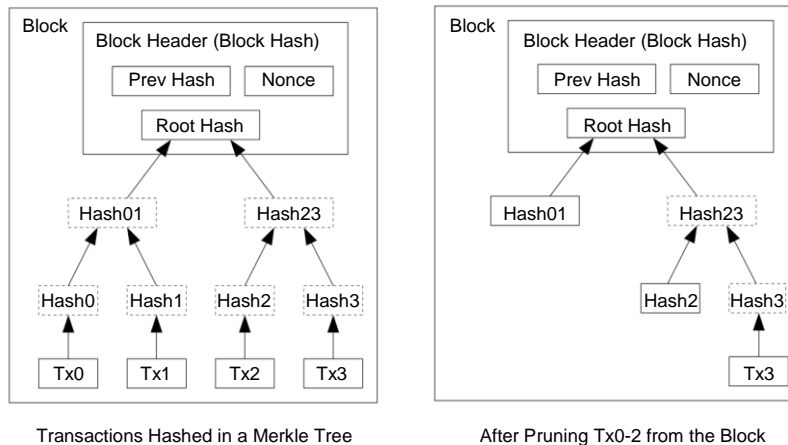 Block
Block Header (Block Hash)
Prev Hash
Nonce
Root Hash
Hash01
Hash23
Hash0
Hash1
Hash2
Hash3
Tx0
Tx1
Tx2
Tx3
Transactions Hashed in a Merkle Tree
Block
Block Header (Block Hash)
Prev Hash
Nonce
Root Hash
Hash01
Hash23
Hash2
Hash3
Tx3
After Pruning Tx0-2 from the Block